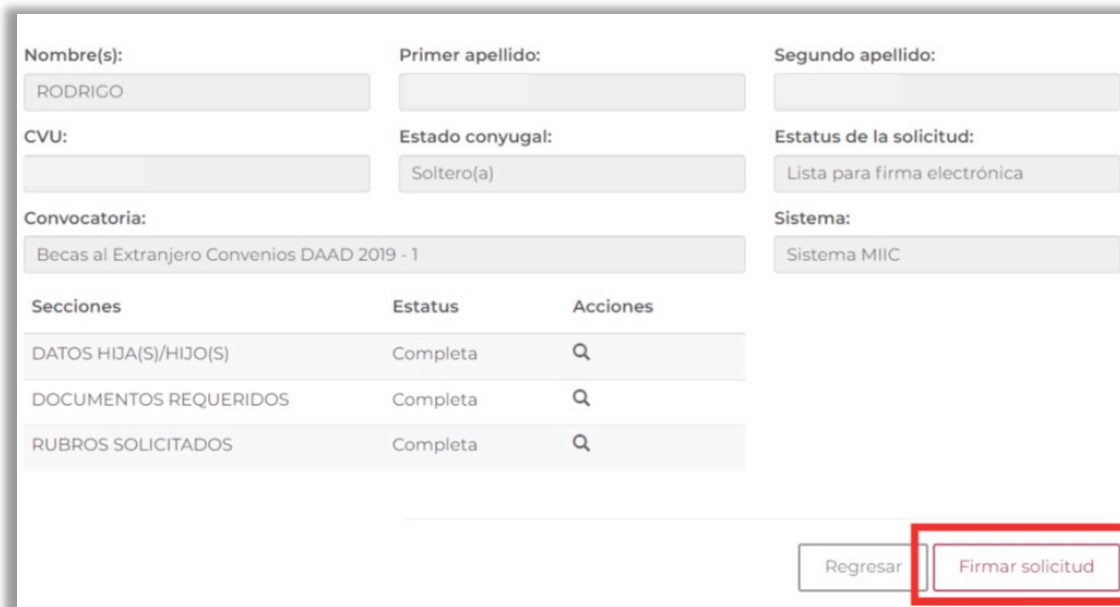 Nombre(s): Primer apellido: Segundo apellido:
RODRIGO
CVU: Estado conyugal: Estatus de la solicitud:
Soltero(a) Lista para firma electrónica
Convocatoria: Sistema:
Becas al Extranjero Convenios DAAD 2019 - 1 Sistema MIIC
Secciones Estatus Acciones
DATOS HIJA(S)/HIJO(S) Completa
DOCUMENTOS REQUERIDOS Completa
RUBROS SOLICITADOS Completa
Regresar Firmar solicitud